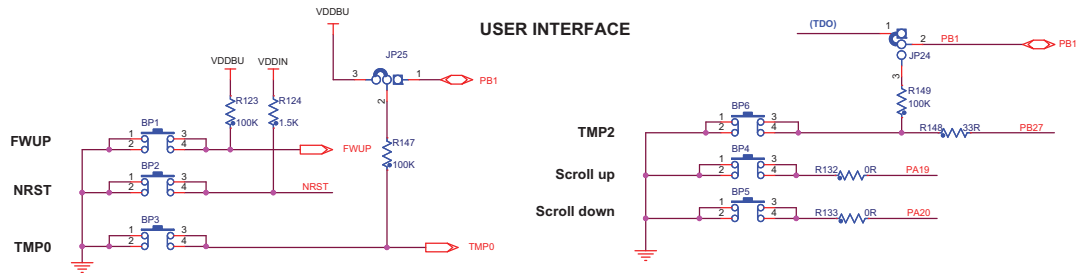 USER INTERFACE
VDDBU
JP25
3
1
PB1
2
VDDBU
VDDIN
R123
100K
R124
1.5K
R147
100K
FWUP
BP1
1
2
3
4
FWUP
NRST
BP2
1
2
3
4
NRST
TMP0
BP3
1
2
3
4
TMP0
(TDO)
1
2
PB1
PB1
JP24
3
R149
100K
TMP2
BP6
1
2
3
4
R148
33R
PB27
Scroll up
BP4
1
2
3
4
R132
0R
PA19
Scroll down
BP5
1
2
3
4
R133
0R
PA20